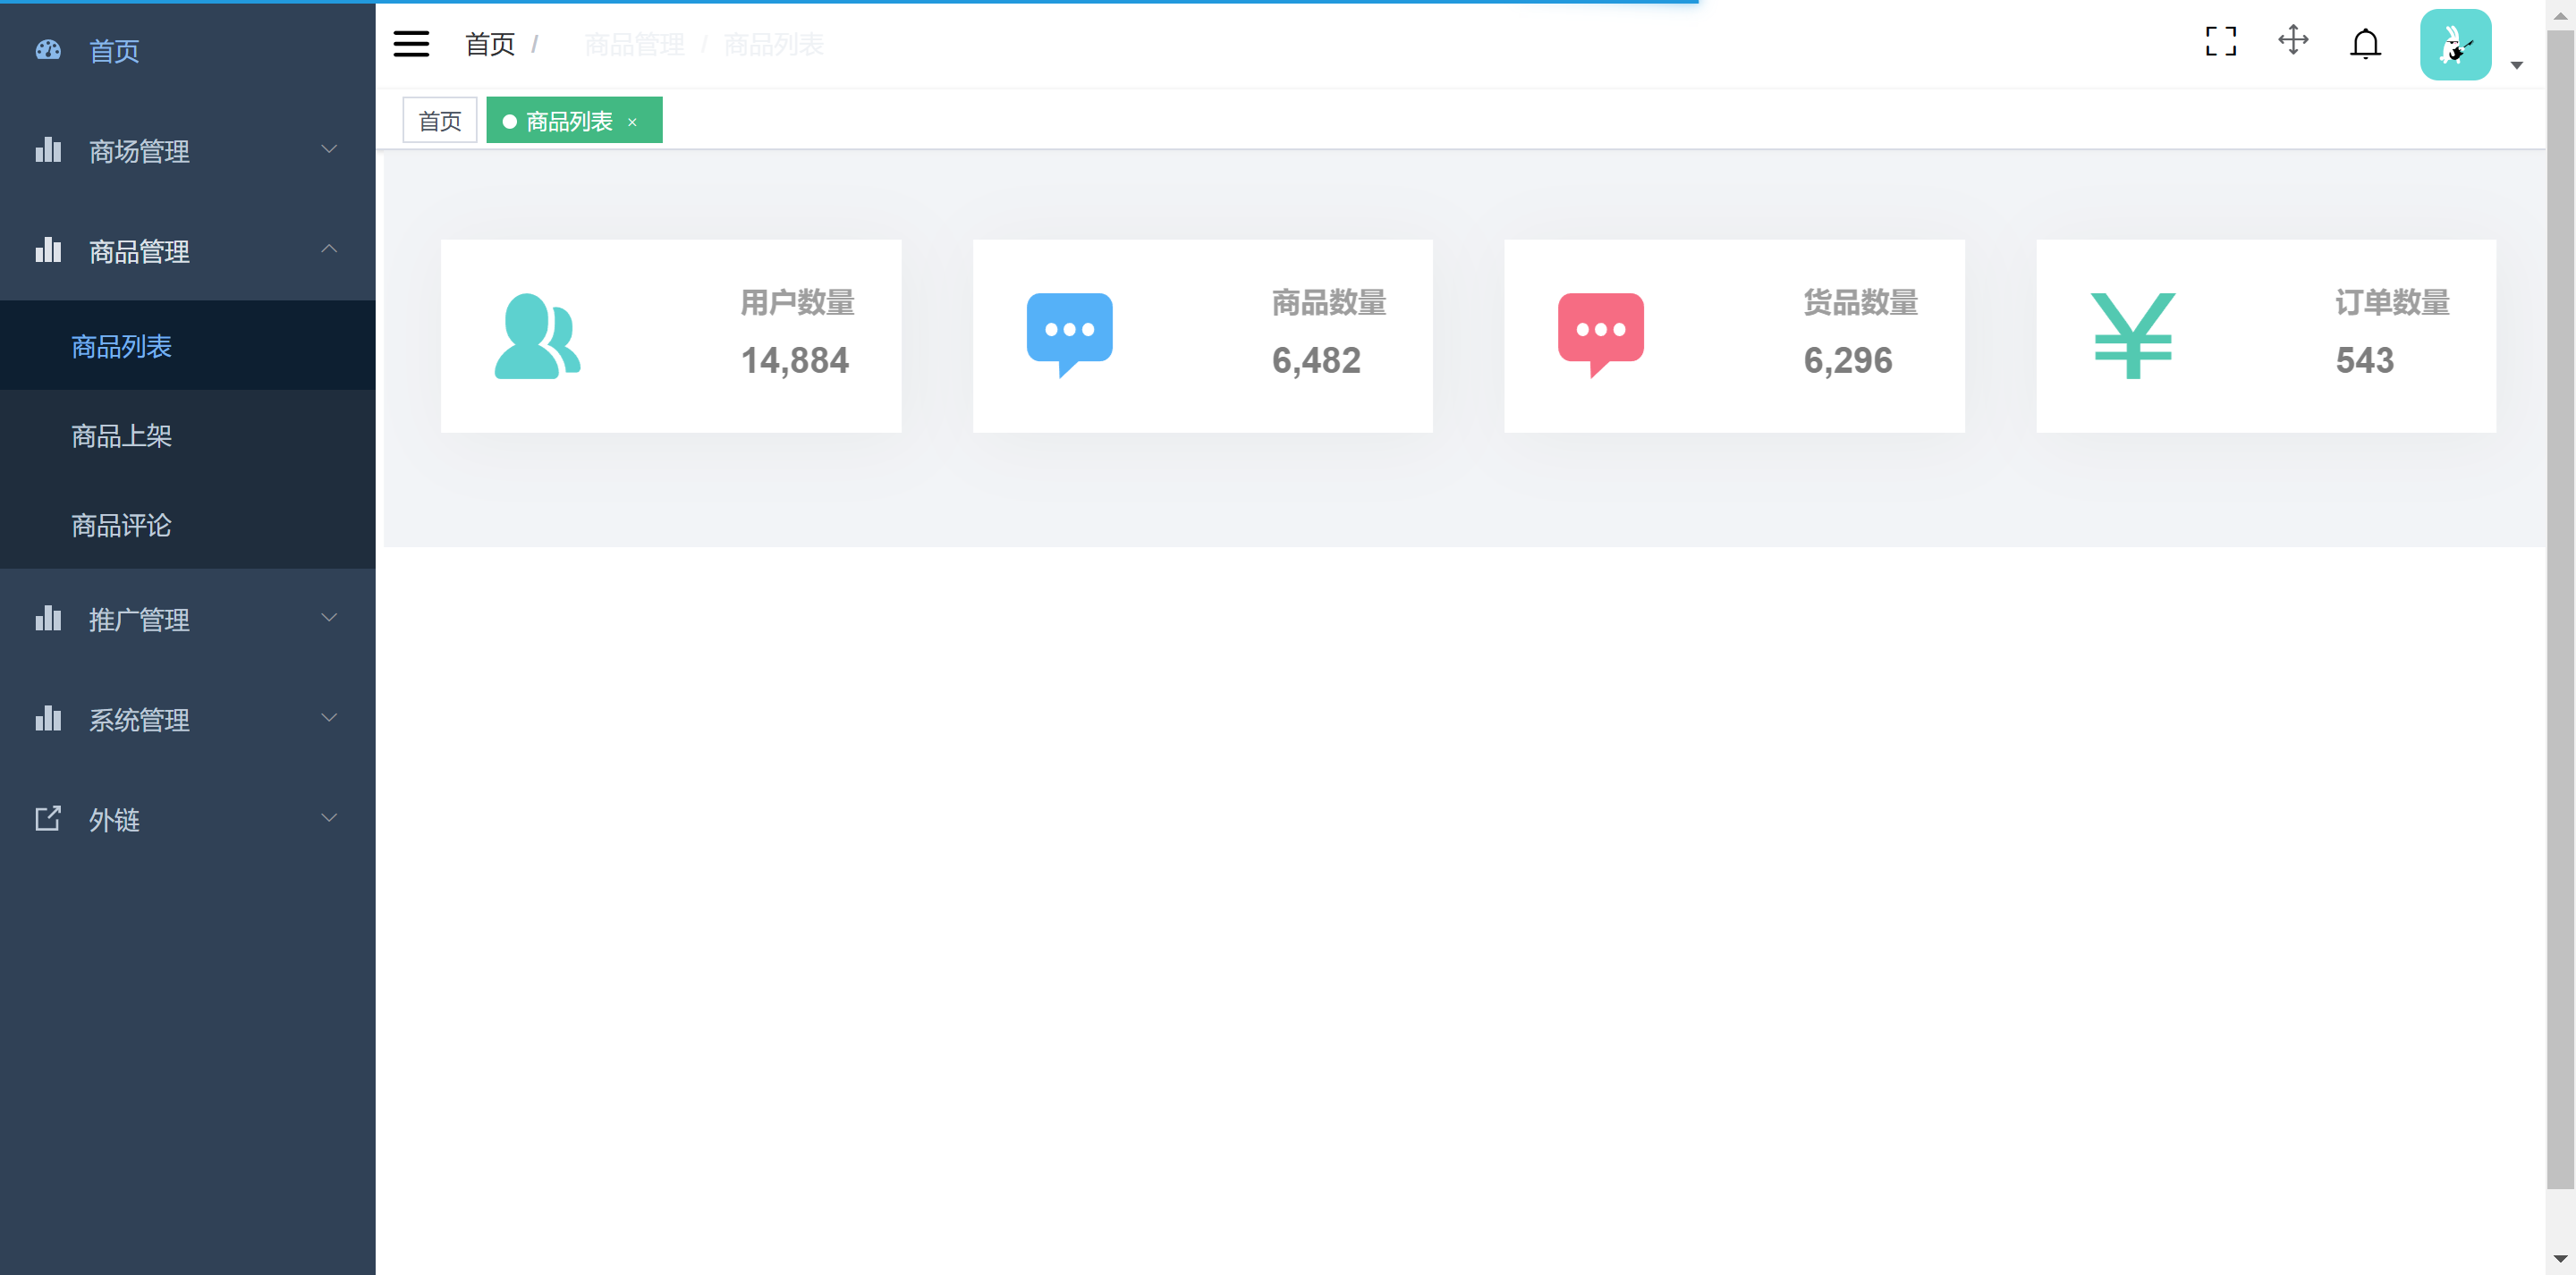 首页
商场管理
商品管理
商品列表
商品上架
商品评论
推广管理
系统管理
外链
首页 / 商品管理 / 商品列表
首页
商品列表 ×
用户数量
14,884
商品数量
6,482
货品数量
6,296
订单数量
543